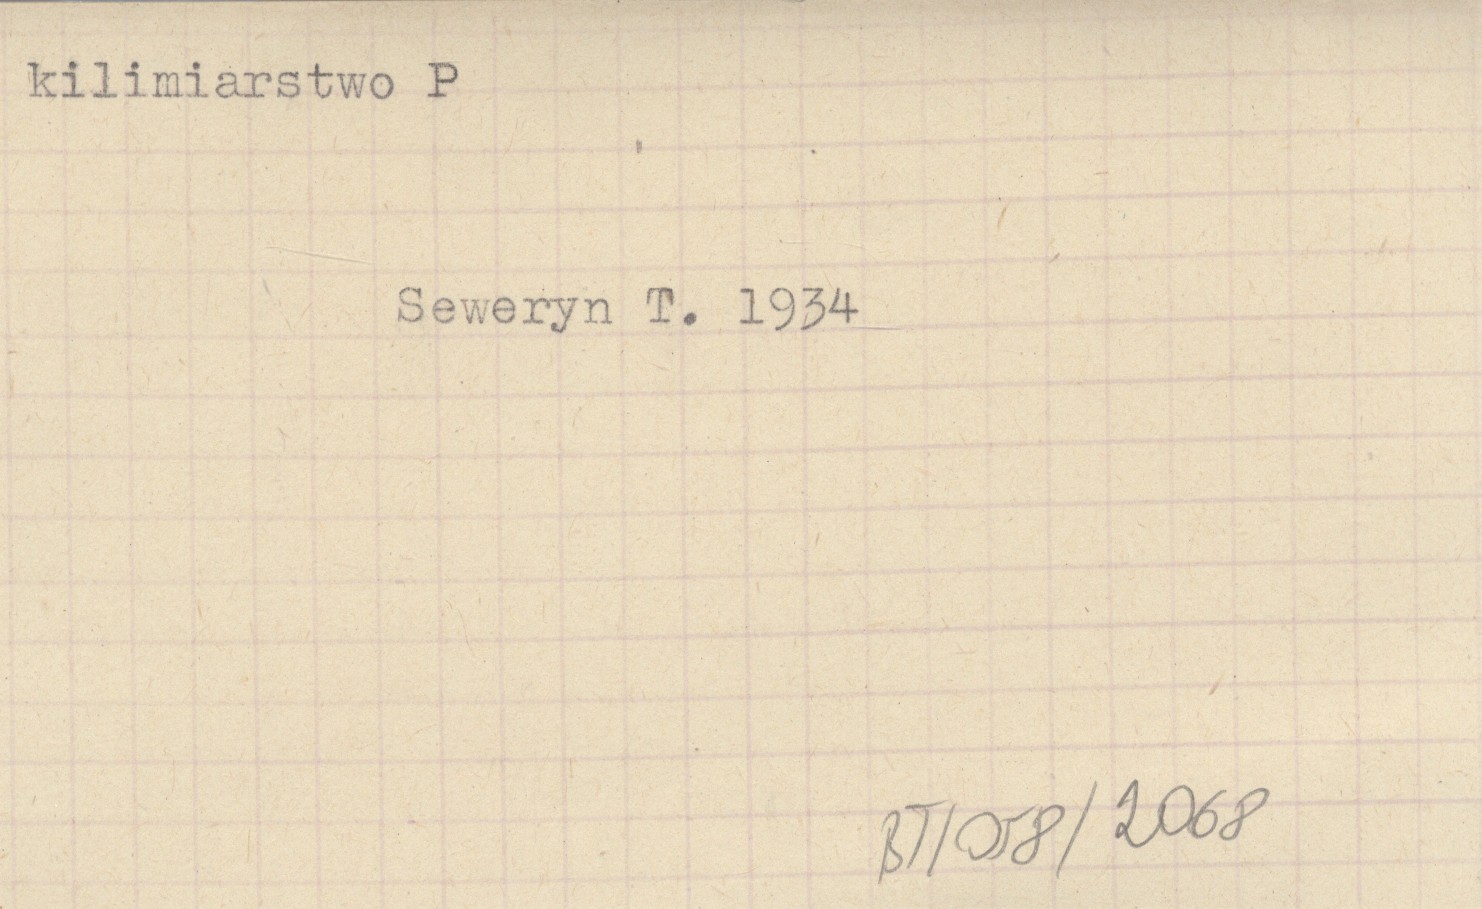 kilimiarstwo P
Seweryn T. 1934
BT/058/2068